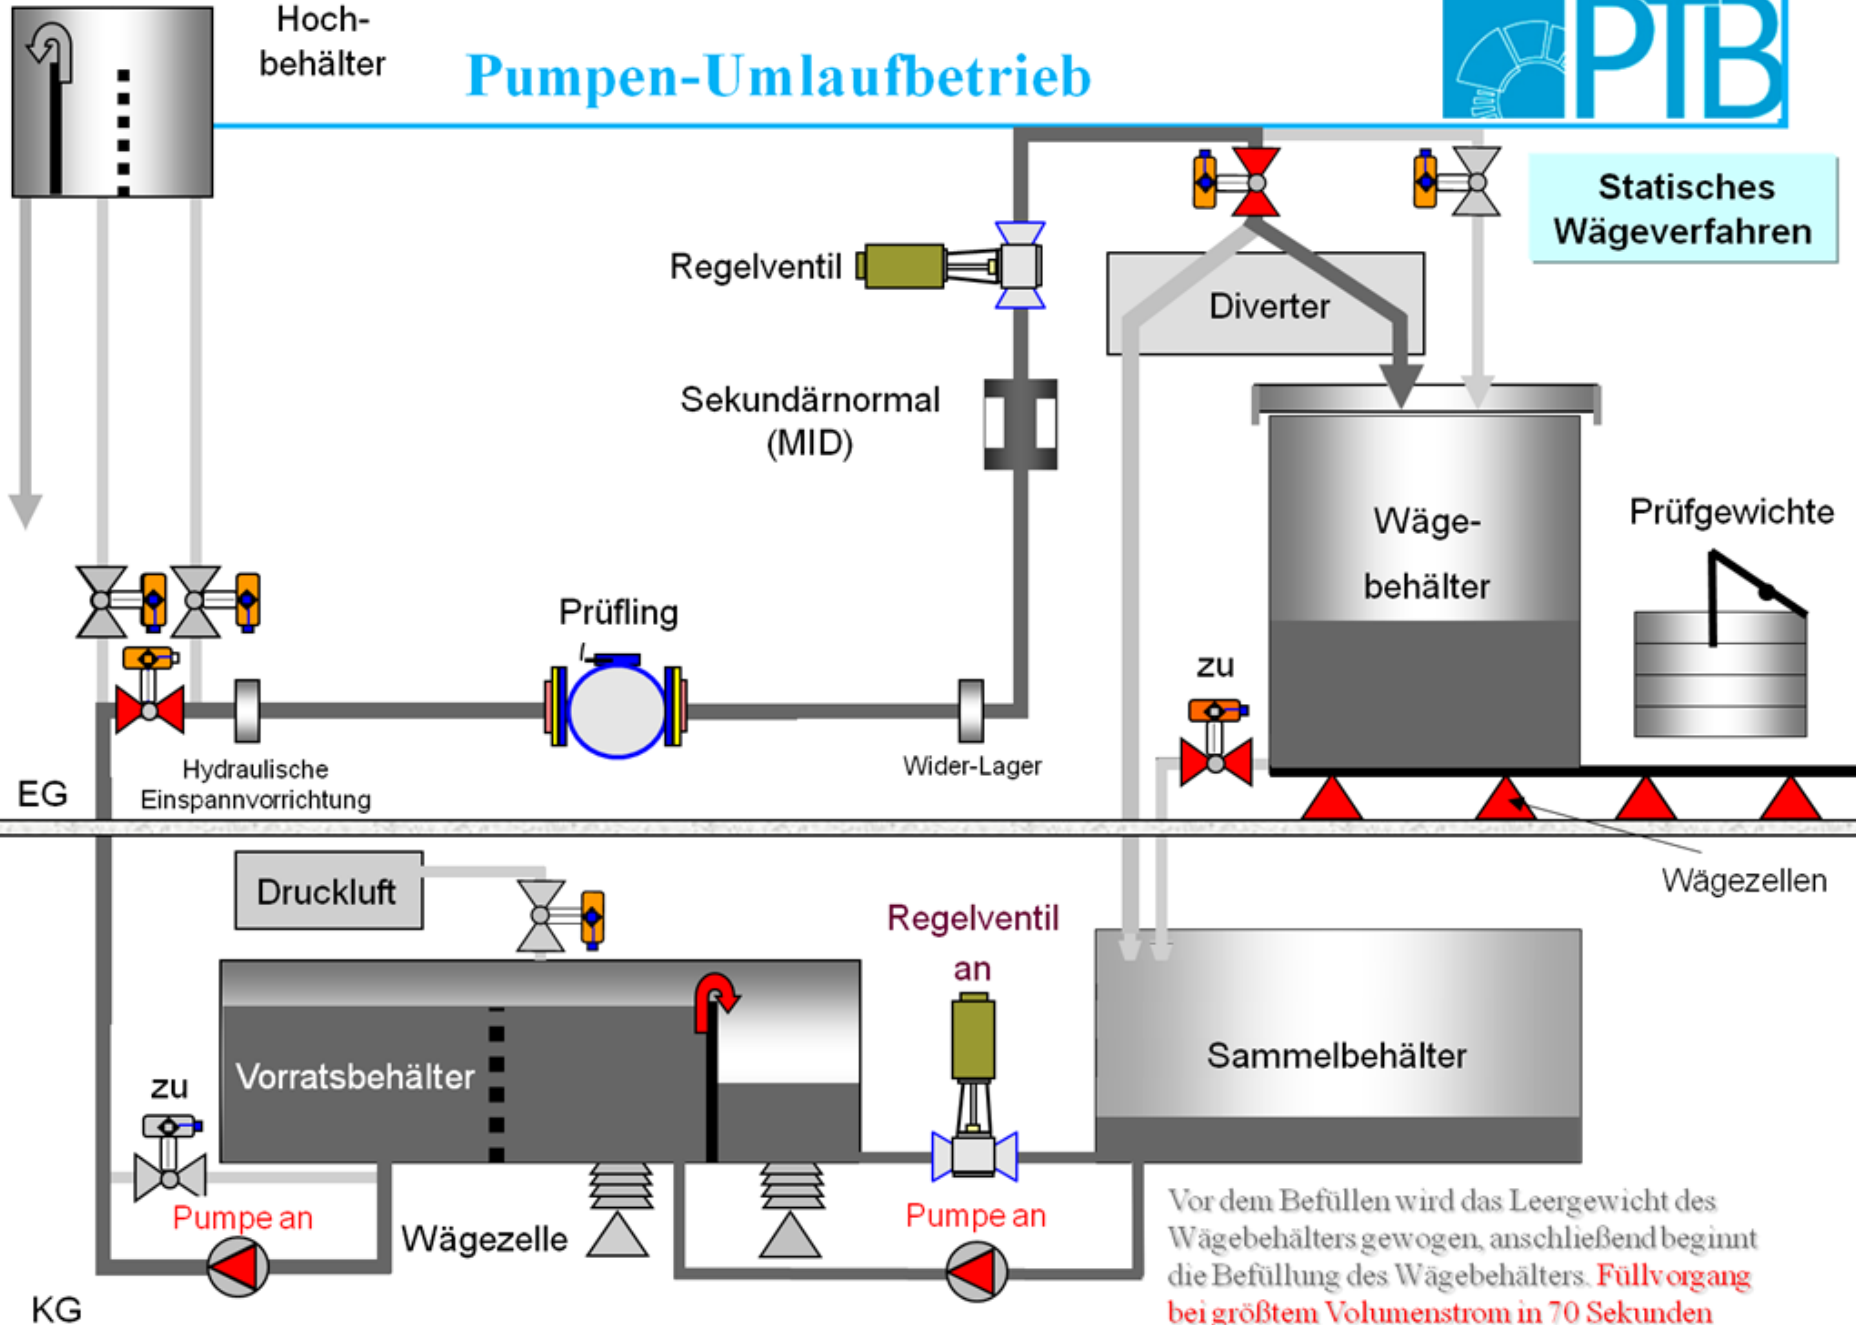 Hoch-
behälter
Pumpen-Umlaufbetrieb
PTB
Statisches
Wägeverfahren
Regelventil
Diverter
Sekundärnormal
(MID)
Wäge-
behälter
Prüfgewichte
Prüfling
zu
Hydraulische
Einspannvorrichtung
Wider-Lager
EG
Wägezellen
Druckluft
Regelventil
an
Vorratsbehälter
Sammelbehälter
zu
Pumpe an
Wägezelle
Pumpe an
KG
Vor dem Befüllen wird das Leergewicht des
Wägebehälters gewogen, anschließend beginnt
die Befüllung des Wägebehälters. Füllvorgang
bei größtem Volumenstrom in 70 Sekunden